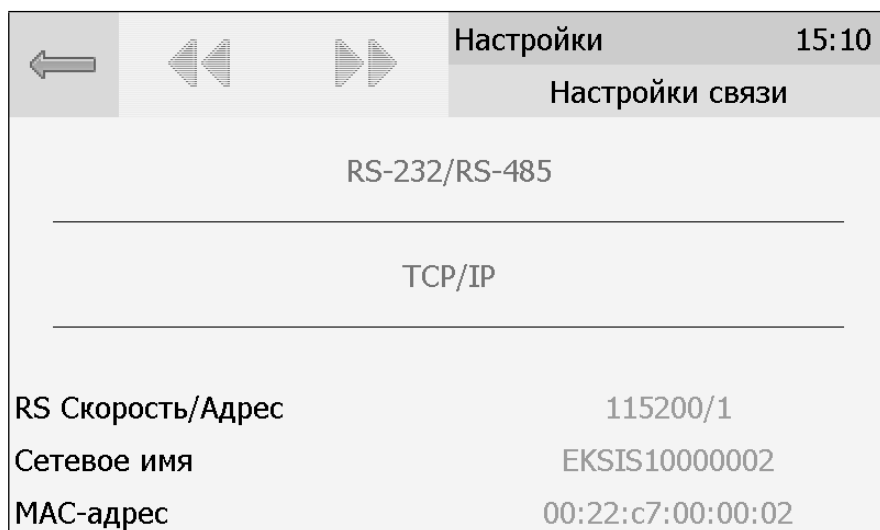 Настройки 15:10
Настройки связи
RS-232/RS-485
TCP/IP
RS Скорость/Адрес 115200/1
Сетевое имя EKSIS10000002
MAC-адрес 00:22:c7:00:00:02